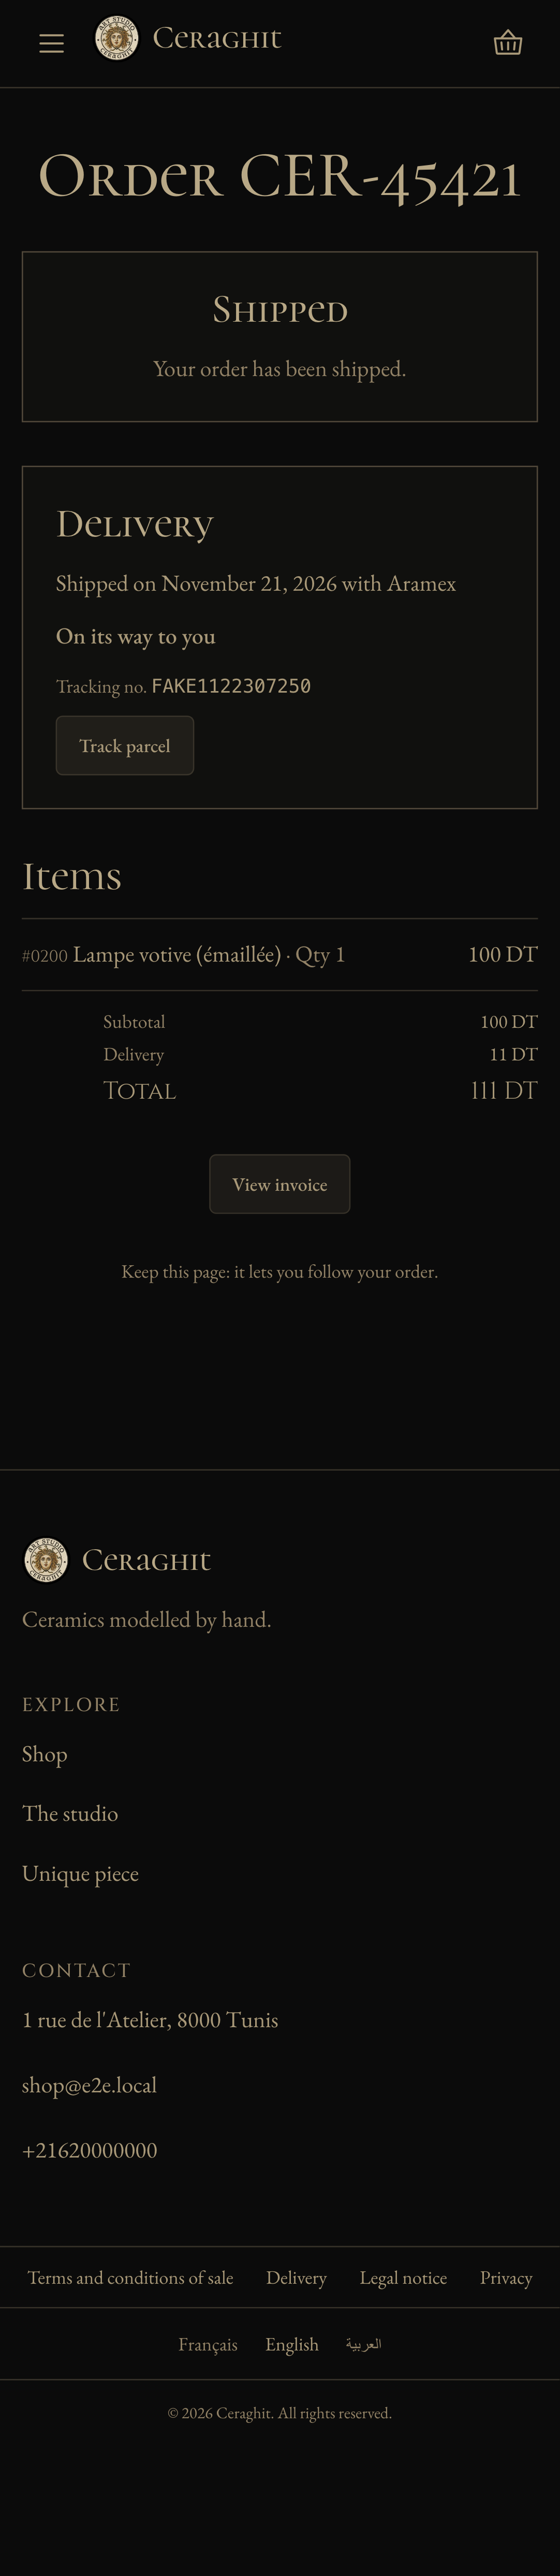 Ceraghit
Order CER-45421
Shipped
Your order has been shipped.
Delivery
Shipped on November 21, 2026 with Aramex
On its way to you
Tracking no. FAKE1122307250
Track parcel
Items
#0200 Lampe votive (émaillée) · Qty 1 100 DT
Subtotal 100 DT
Delivery 11 DT
Total 111 DT
View invoice
Keep this page: it lets you follow your order.
ART STUDIO
CERAGHIT
Ceraghit
Ceramics modelled by hand.
EXPLORE
Shop
The studio
Unique piece
CONTACT
1 rue de l'Atelier, 8000 Tunis
shop@e2e.local
+21620000000
Terms and conditions of sale Delivery Legal notice Privacy
Français English العربية
© 2026 Ceraghit. All rights reserved.